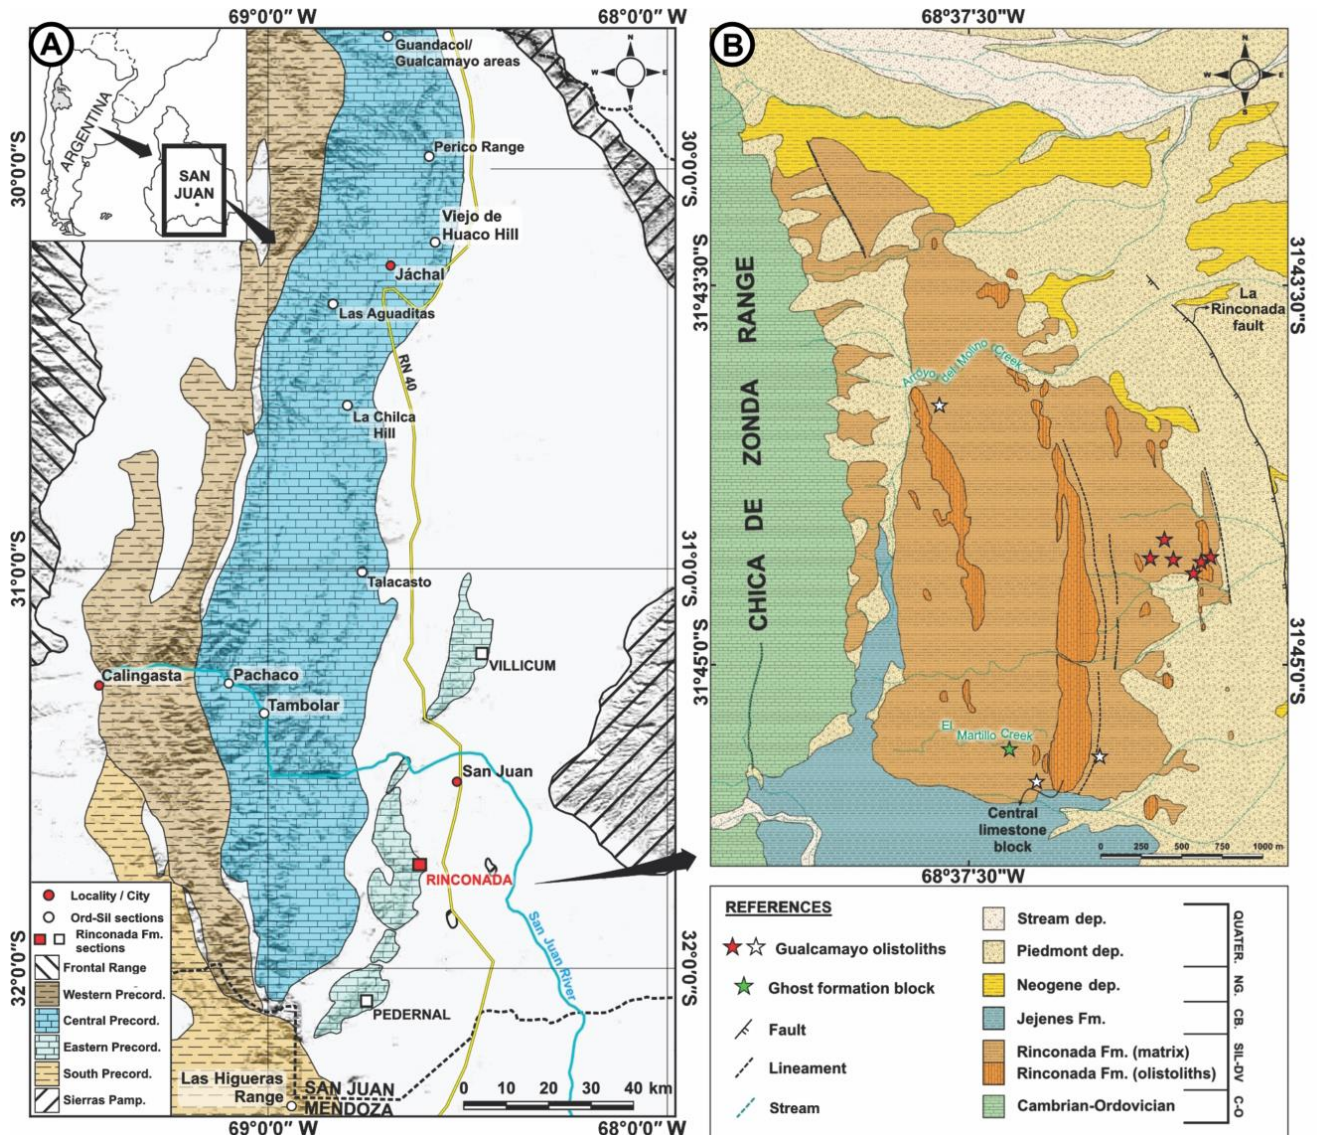 69°0'0'' W
68°0'0'' W
A
ARGENTINA
SAN
JUAN
Guandacol/
Gualcamayo areas
N
W
E
S
30°0'0''S
30°0'0''S
Perico Range
Viejo de
Huaco Hill
Jáchal
Las Aguaditas
RN 40
La Chilca
Hill
31°0'0''S
31°0'0''S
Talacasto
VILLICUM
Calingasta
Pachaco
Tambolar
San Juan
RINCONADA
San Juan River
32°0'0''S
32°0'0''S
PEDERNAL
Las Higueras
Range
SAN JUAN
MENDOZA
0 10 20 30 40 km
69°0'0'' W
68°0'0'' W
Locality / City
Ord-Sil sections
Rinconada Fm.
sections
Frontal Range
Western Precord.
Central Precord.
Eastern Precord.
South Precord.
Sierras Pamp.
68°37'30"W
B
N
W
E
S
31°43'30"S
31°43'30"S
CHICA DE ZONDA RANGE
La
Rinconada
fault
Arroyo del Molino Creek
31°45'0"S
31°45'0"S
El
Martillo Creek
Central
limestone
block
0 250 500 750 1000 m
68°37'30"W
REFERENCES
Gualcamayo olistoliths
Ghost formation block
Fault
Lineament
Stream
Stream dep.
Piedmont dep.
Neogene dep.
Jejenes Fm.
Rinconada Fm. (matrix)
Rinconada Fm. (olistoliths)
Cambrian-Ordovician
QUATER.
NG.
CB.
SIL-DV
C-O